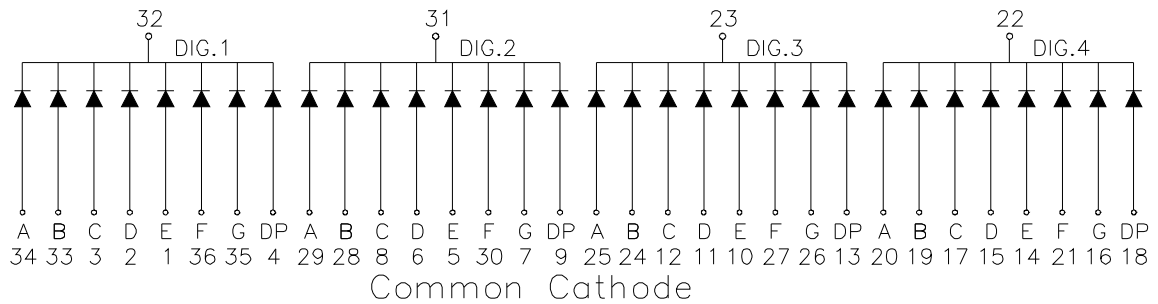 32 31 23 22
DIG.1 DIG.2 DIG.3 DIG.4
A B C D E F G DP A B C D E F G DP A B C D E F G DP A B C D E F G DP
34 33 3 2 1 36 35 4 29 28 8 6 5 30 7 9 25 24 12 11 10 27 26 13 20 19 17 15 14 21 16 18
Common Cathode